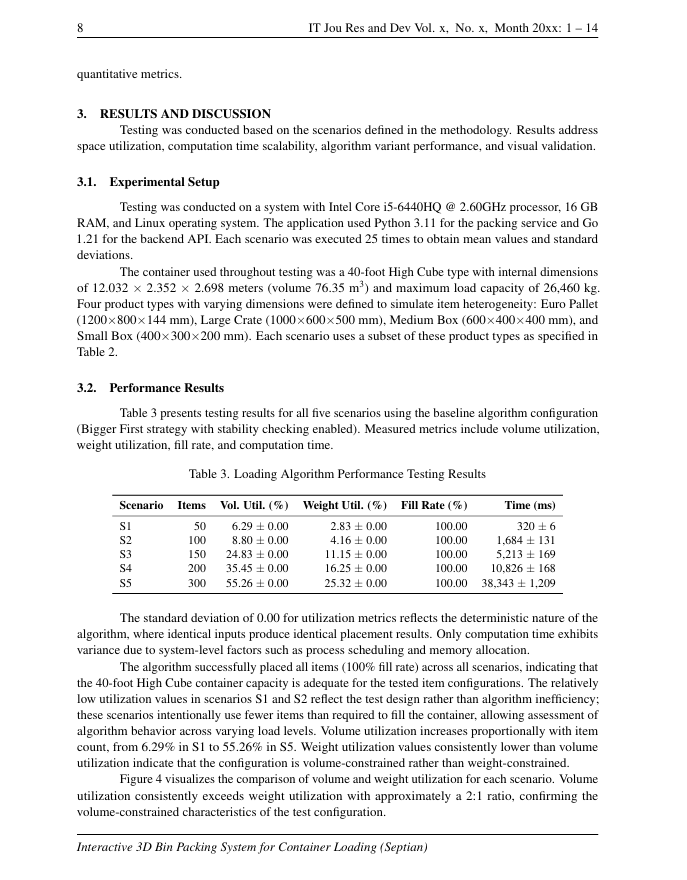 8 IT Jou Res and Dev Vol. x, No. x, Month 20xx: 1 – 14
quantitative metrics.
3. RESULTS AND DISCUSSION
Testing was conducted based on the scenarios defined in the methodology. Results address
space utilization, computation time scalability, algorithm variant performance, and visual validation.
3.1. Experimental Setup
Testing was conducted on a system with Intel Core i5-6440HQ @ 2.60GHz processor, 16 GB
RAM, and Linux operating system. The application used Python 3.11 for the packing service and Go
1.21 for the backend API. Each scenario was executed 25 times to obtain mean values and standard
deviations.
The container used throughout testing was a 40-foot High Cube type with internal dimensions
of 12.032 × 2.352 × 2.698 meters (volume 76.35 m³) and maximum load capacity of 26,460 kg.
Four product types with varying dimensions were defined to simulate item heterogeneity: Euro Pallet
(1200×800×144 mm), Large Crate (1000×600×500 mm), Medium Box (600×400×400 mm), and
Small Box (400×300×200 mm). Each scenario uses a subset of these product types as specified in
Table 2.
3.2. Performance Results
Table 3 presents testing results for all five scenarios using the baseline algorithm configuration
(Bigger First strategy with stability checking enabled). Measured metrics include volume utilization,
weight utilization, fill rate, and computation time.
Table 3. Loading Algorithm Performance Testing Results
Scenario Items Vol. Util. (%) Weight Util. (%) Fill Rate (%) Time (ms)
S1 50 6.29 ± 0.00 2.83 ± 0.00 100.00 320 ± 6
S2 100 8.80 ± 0.00 4.16 ± 0.00 100.00 1,684 ± 131
S3 150 24.83 ± 0.00 11.15 ± 0.00 100.00 5,213 ± 169
S4 200 35.45 ± 0.00 16.25 ± 0.00 100.00 10,826 ± 168
S5 300 55.26 ± 0.00 25.32 ± 0.00 100.00 38,343 ± 1,209
The standard deviation of 0.00 for utilization metrics reflects the deterministic nature of the
algorithm, where identical inputs produce identical placement results. Only computation time exhibits
variance due to system-level factors such as process scheduling and memory allocation.
The algorithm successfully placed all items (100% fill rate) across all scenarios, indicating that
the 40-foot High Cube container capacity is adequate for the tested item configurations. The relatively
low utilization values in scenarios S1 and S2 reflect the test design rather than algorithm inefficiency;
these scenarios intentionally use fewer items than required to fill the container, allowing assessment of
algorithm behavior across varying load levels. Volume utilization increases proportionally with item
count, from 6.29% in S1 to 55.26% in S5. Weight utilization values consistently lower than volume
utilization indicate that the configuration is volume-constrained rather than weight-constrained.
Figure 4 visualizes the comparison of volume and weight utilization for each scenario. Volume
utilization consistently exceeds weight utilization with approximately a 2:1 ratio, confirming the
volume-constrained characteristics of the test configuration.
Interactive 3D Bin Packing System for Container Loading (Septian)